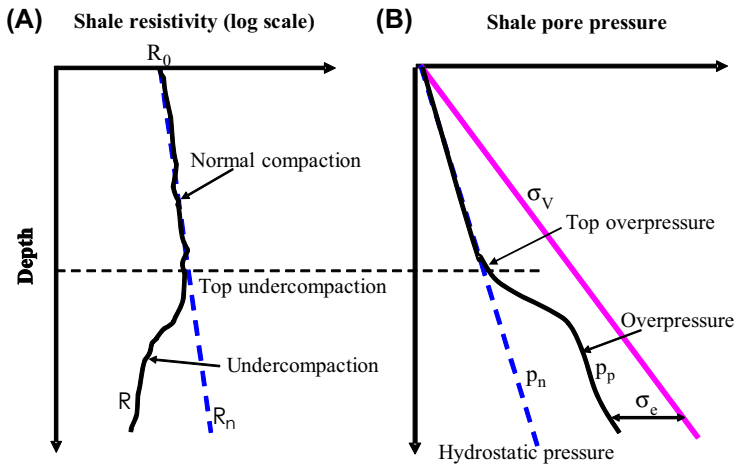 (A)
Shale resistivity (log scale)
R₀
Normal compaction
Depth
Top undercompaction
Undercompaction
R
Rₙ
(B)
Shale pore pressure
σ_V
Top overpressure
Overpressure
pₙ
pₚ
σₑ
Hydrostatic pressure